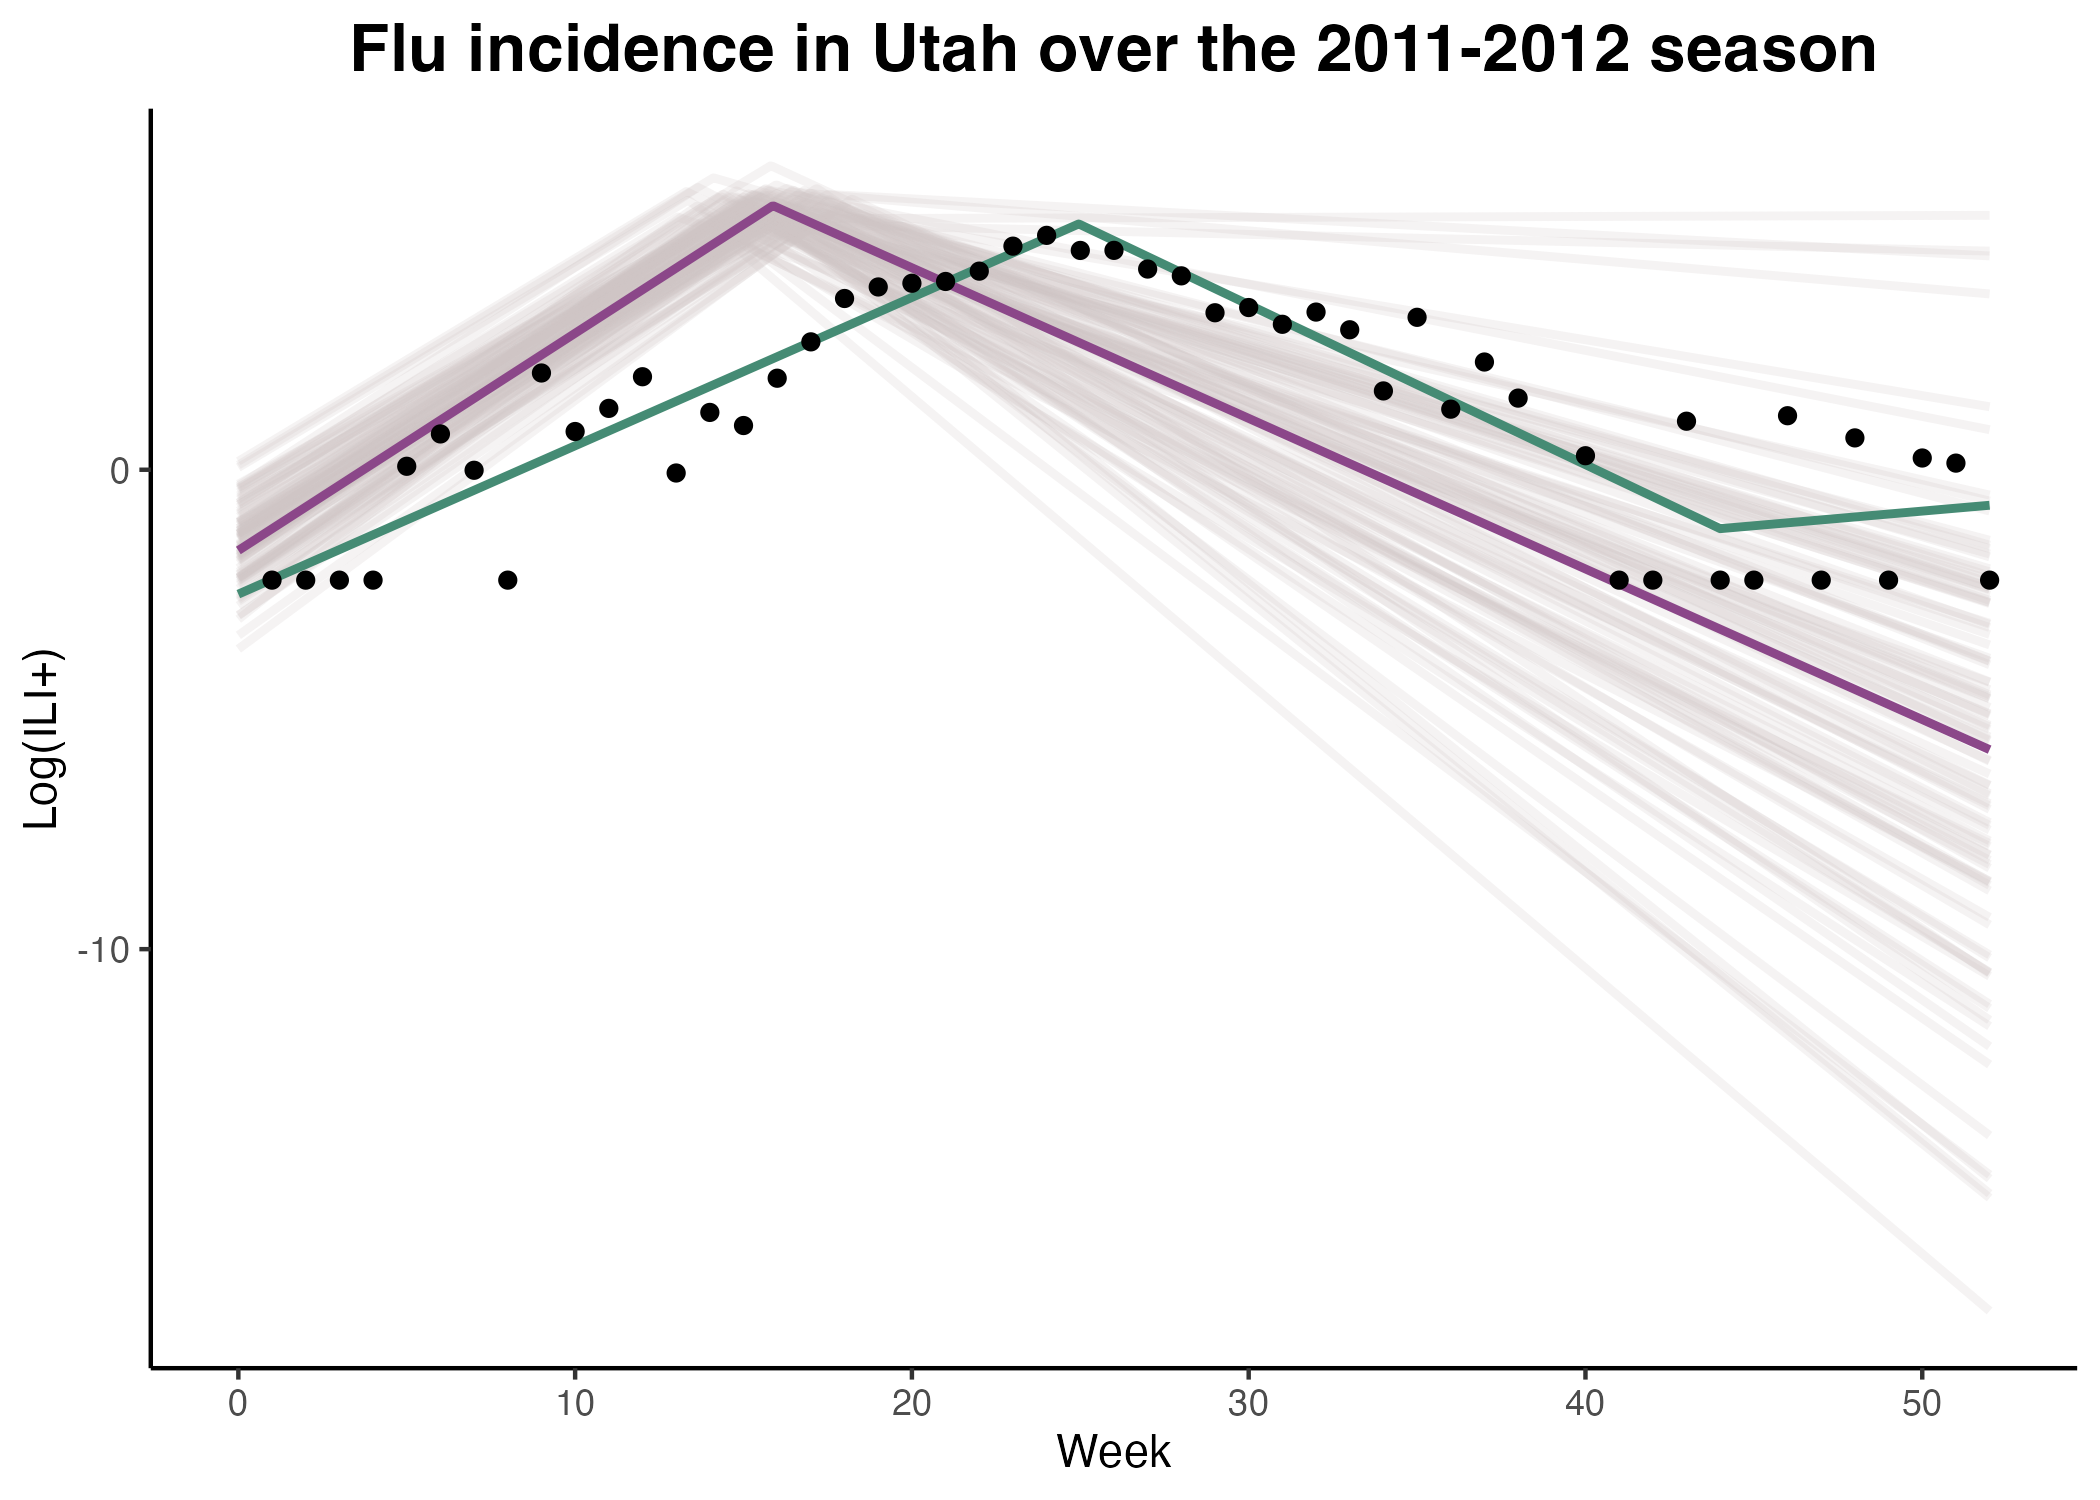 Flu incidence in Utah over the 2011-2012 season
Log(ILI+)
0
-10
0 10 20 30 40 50
Week